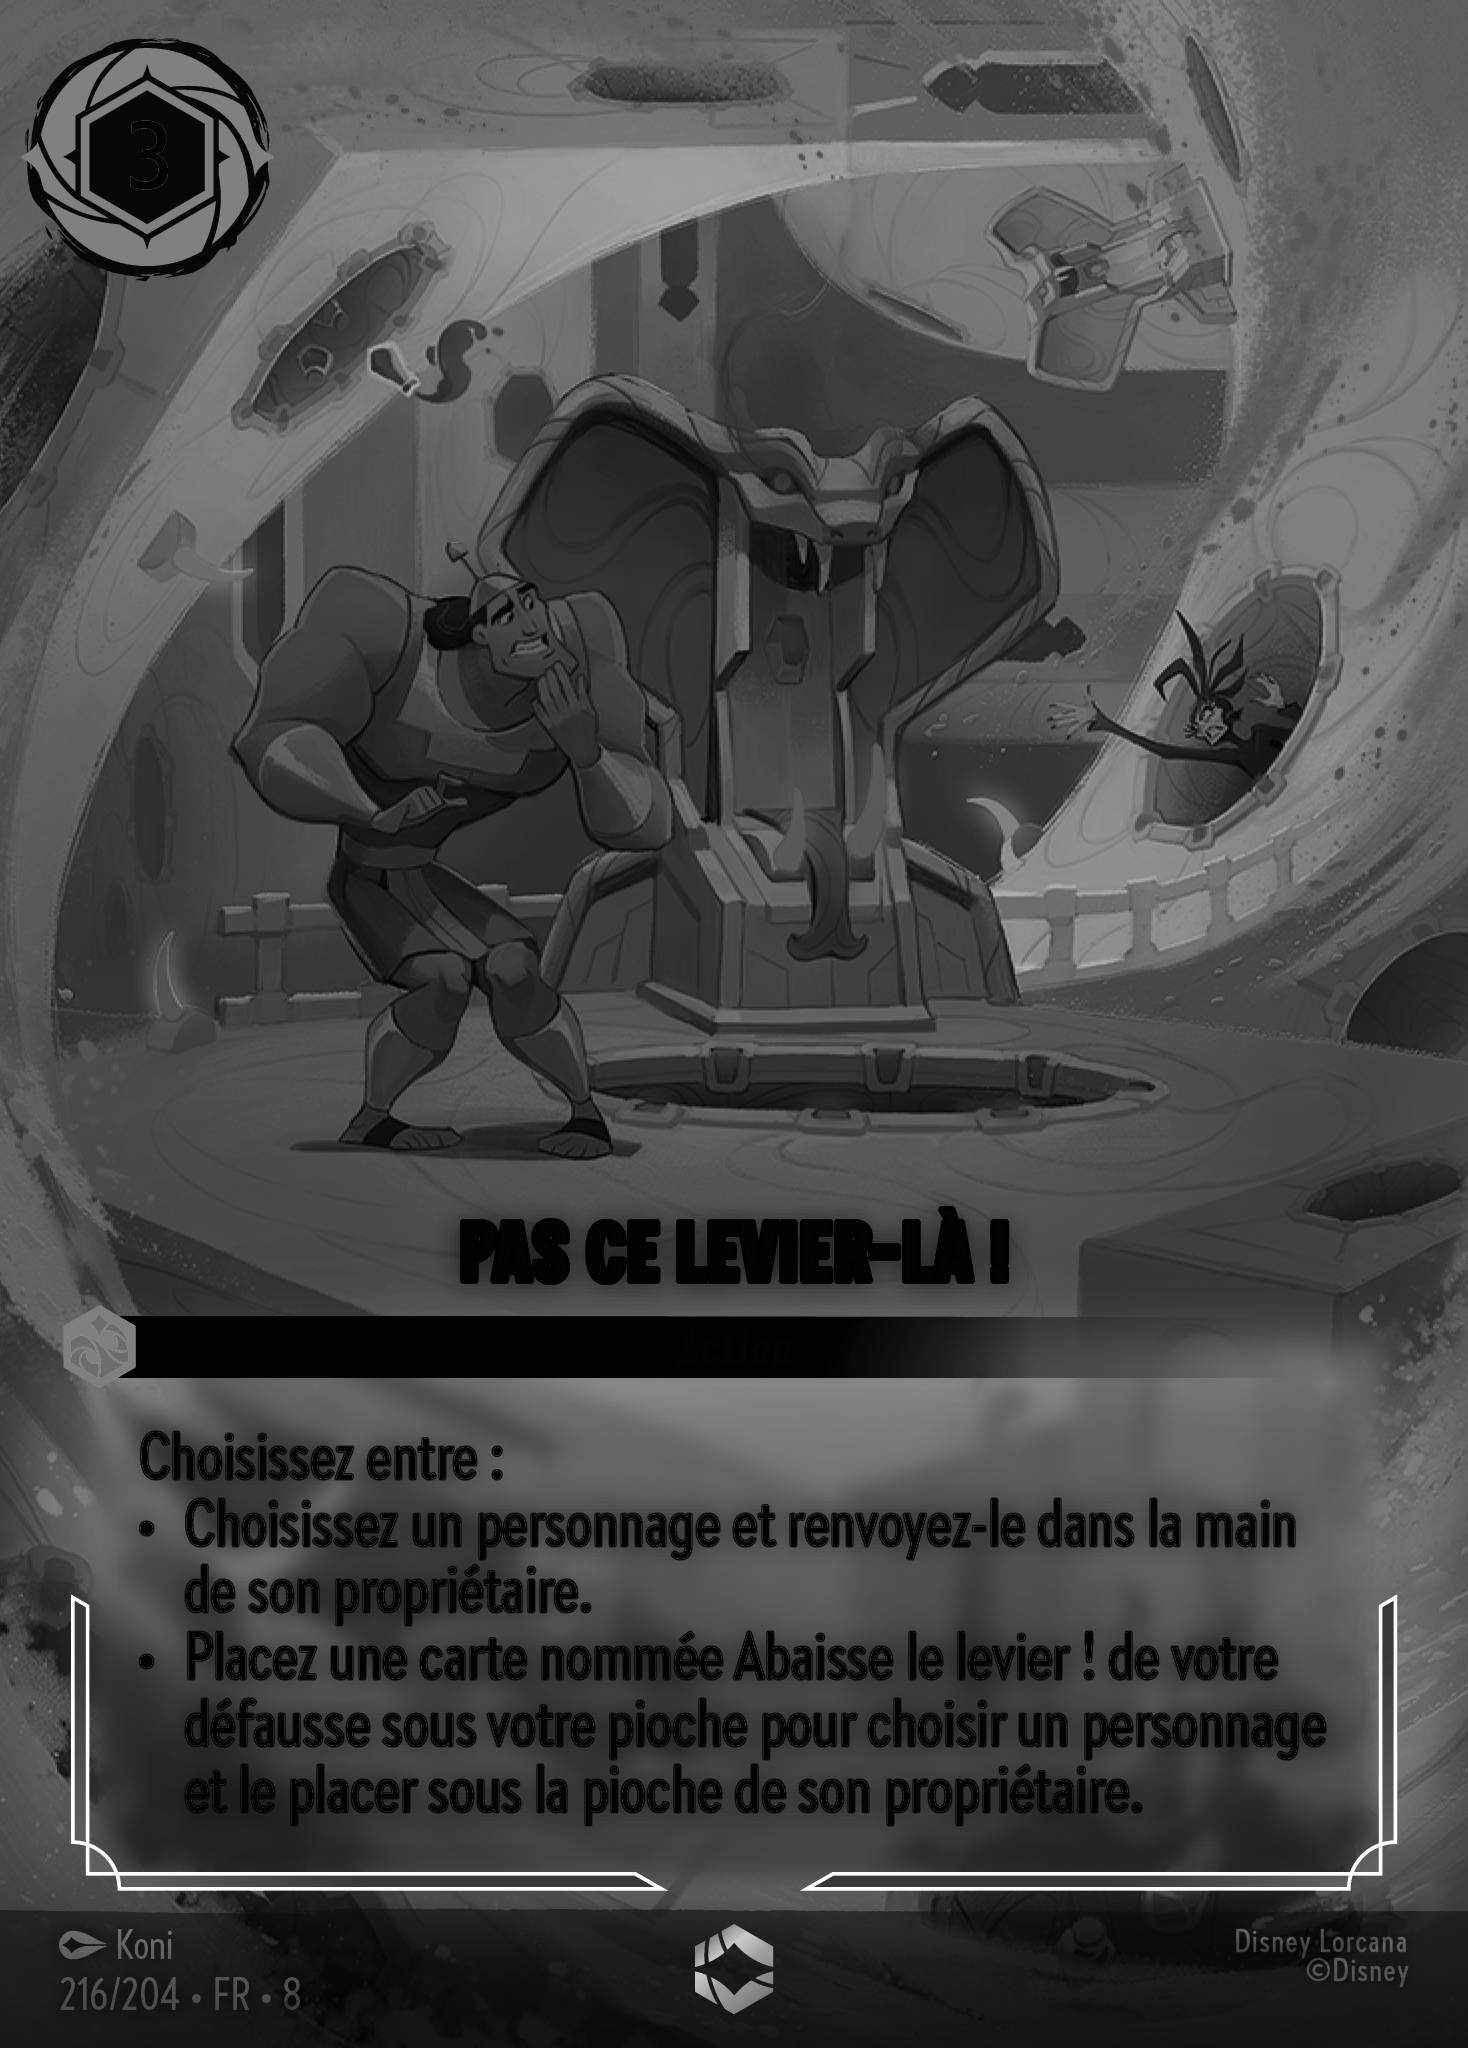 3
PAS CE LEVIER-LÀ !
Action
Choisissez entre :
• Choisissez un personnage et renvoyez-le dans la main
de son propriétaire.
• Placez une carte nommée Abaisse le levier ! de votre
défausse sous votre pioche pour choisir un personnage
et le placer sous la pioche de son propriétaire.
Koni
Disney Lorcana
216/204 • FR • 8
©Disney